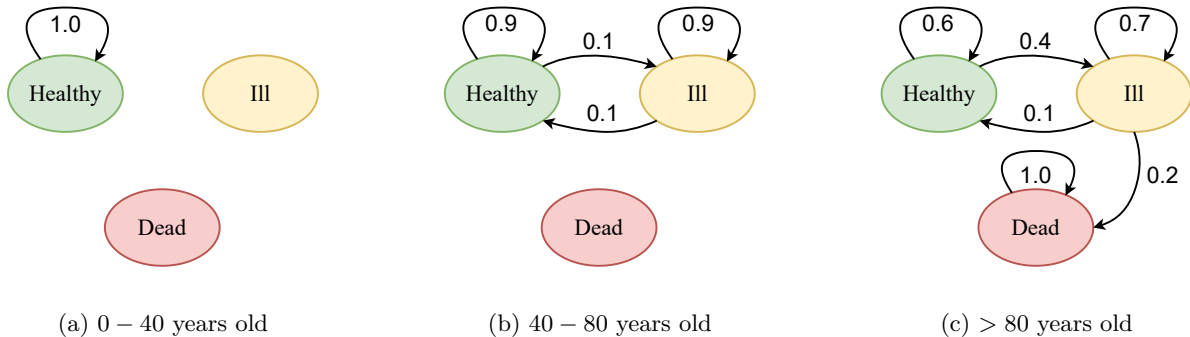 1.0
Healthy
Ill
Dead
(a) 0 – 40 years old
0.9
0.9
0.1
Healthy
Ill
0.1
Dead
(b) 40 – 80 years old
0.6
0.7
0.4
Healthy
Ill
0.1
1.0
0.2
Dead
(c) > 80 years old